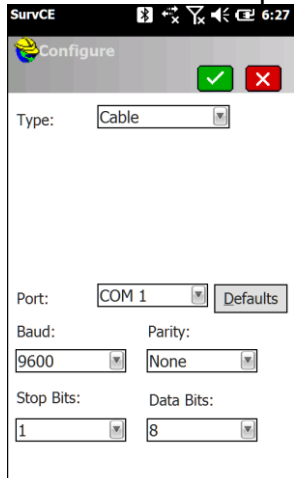 SurvCE 6:27
Configure
Type: Cable
Port: COM 1 Defaults
Baud: Parity:
9600 None
Stop Bits: Data Bits:
1 8